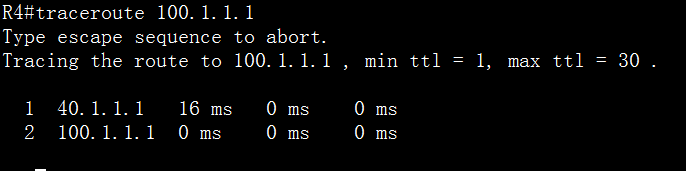 R4#traceroute 100.1.1.1
Type escape sequence to abort.
Tracing the route to 100.1.1.1 , min ttl = 1, max ttl = 30 .
1 40.1.1.1 16 ms 0 ms 0 ms
2 100.1.1.1 0 ms 0 ms 0 ms